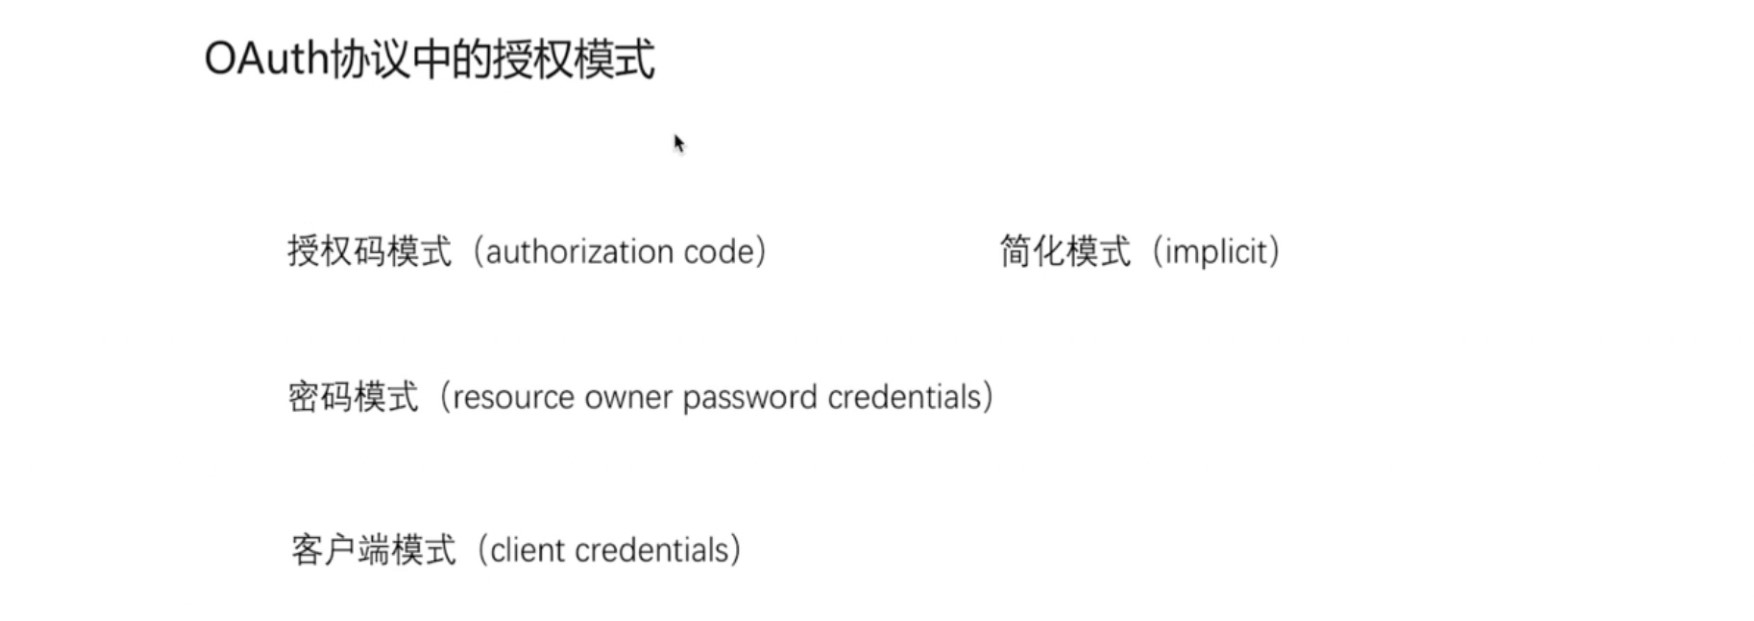 OAuth协议中的授权模式
授权码模式（authorization code） 简化模式（implicit）
密码模式（resource owner password credentials）
客户端模式（client credentials）